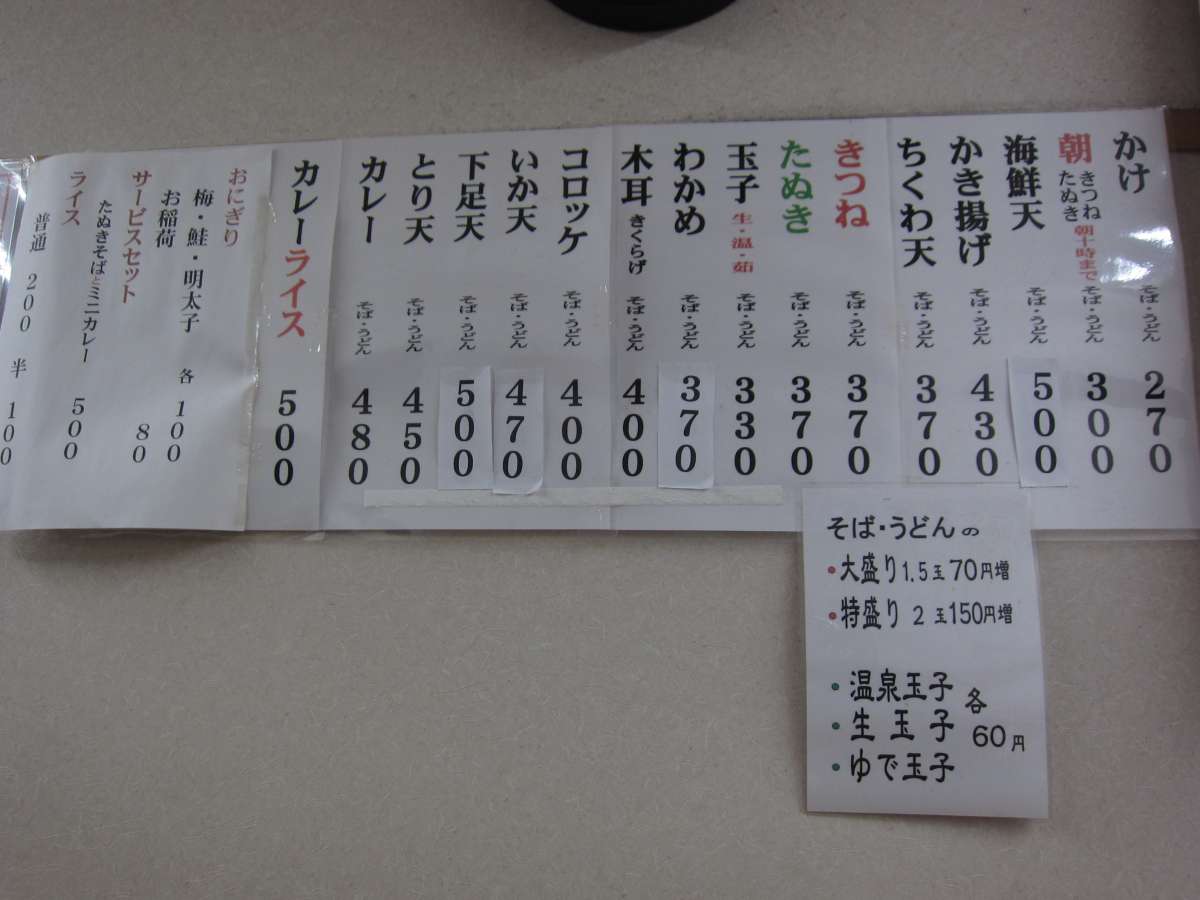 かけ そば・うどん 270
朝 きつね たぬき 朝十時まで そば・うどん 300
海鮮天 そば・うどん 500
かき揚げ そば・うどん 430
ちくわ天 そば・うどん 370
きつね そば・うどん 370
たぬき そば・うどん 370
玉子 生・温・茹 そば・うどん 330
わかめ そば・うどん 370
木耳 きくらげ そば・うどん 400
コロッケ そば・うどん 400
いか天 そば・うどん 470
下足天 そば・うどん 500
とり天 そば・うどん 450
カレー そば・うどん 480
カレーライス 500
おにぎり
梅・鮭・明太子 各 100
お稲荷 80
サービスセット
たぬきそばとミニカレー 500
ライス
普通 200 半 100
そば・うどんの
・大盛り 1.5玉 70円増
・特盛り 2玉 150円増
・温泉玉子
・生玉子
・ゆで玉子
各
60円